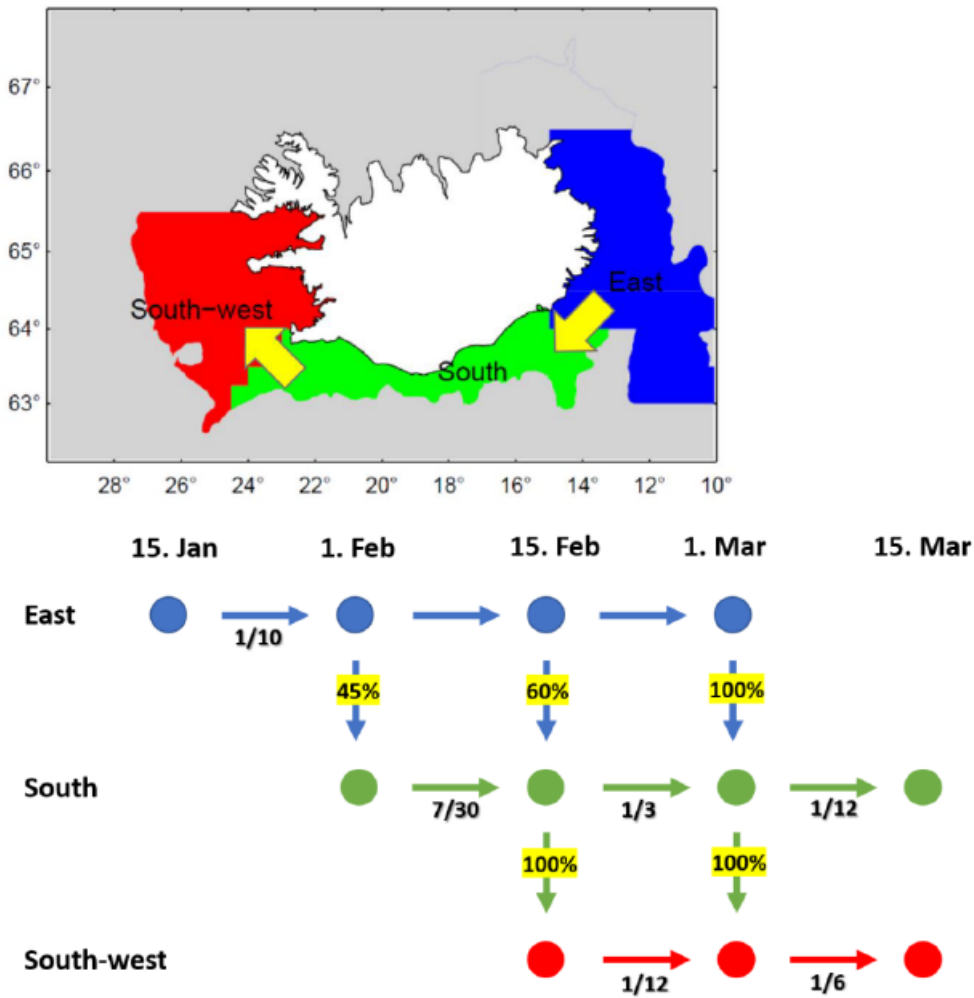 67°
66°
65°
64°
63°
East
South-west
South
28° 26° 24° 22° 20° 18° 16° 14° 12° 10°
15. Jan 1. Feb 15. Feb 1. Mar 15. Mar
East
1/10
45% 60% 100%
South
7/30 1/3 1/12
100% 100%
South-west
1/12 1/6